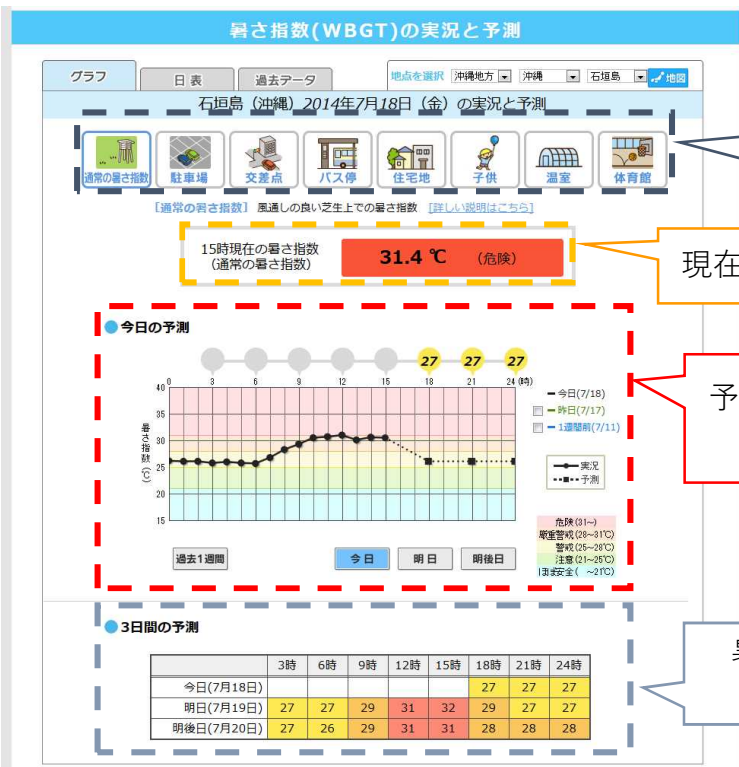 暑さ指数(WBGT)の実況と予測
グラフ 日表 過去データ 地点を選択 沖縄地方 沖縄 石垣島 地図
石垣島（沖縄）2014年7月18日（金）の実況と予測
通常の暑さ指数 駐車場 交差点 バス停 住宅地 子供 温室 体育館
［通常の暑さ指数］ 風通しの良い芝生上での暑さ指数 ［詳しい説明はこちら］
15時現在の暑さ指数
（通常の暑さ指数）
31.4 ℃ （危険）
現在
予
●今日の予測
27 27 27
0 3 6 9 12 15 18 21 24 (時)
40
35
30
25
20
15
暑さ指数(℃)
今日(7/18)
昨日(7/17)
1週間前(7/11)
実況
予測
危険(31～)
厳重警戒(28～31℃)
警戒(25～28℃)
注意(21～25℃)
ほぼ安全( ～21℃)
過去1週間 今日 明日 明後日
●3日間の予測
3時 6時 9時 12時 15時 18時 21時 24時
今日(7月18日) 27 27 27
明日(7月19日) 27 27 29 31 32 29 27 27
明後日(7月20日) 27 26 29 31 31 28 28 28